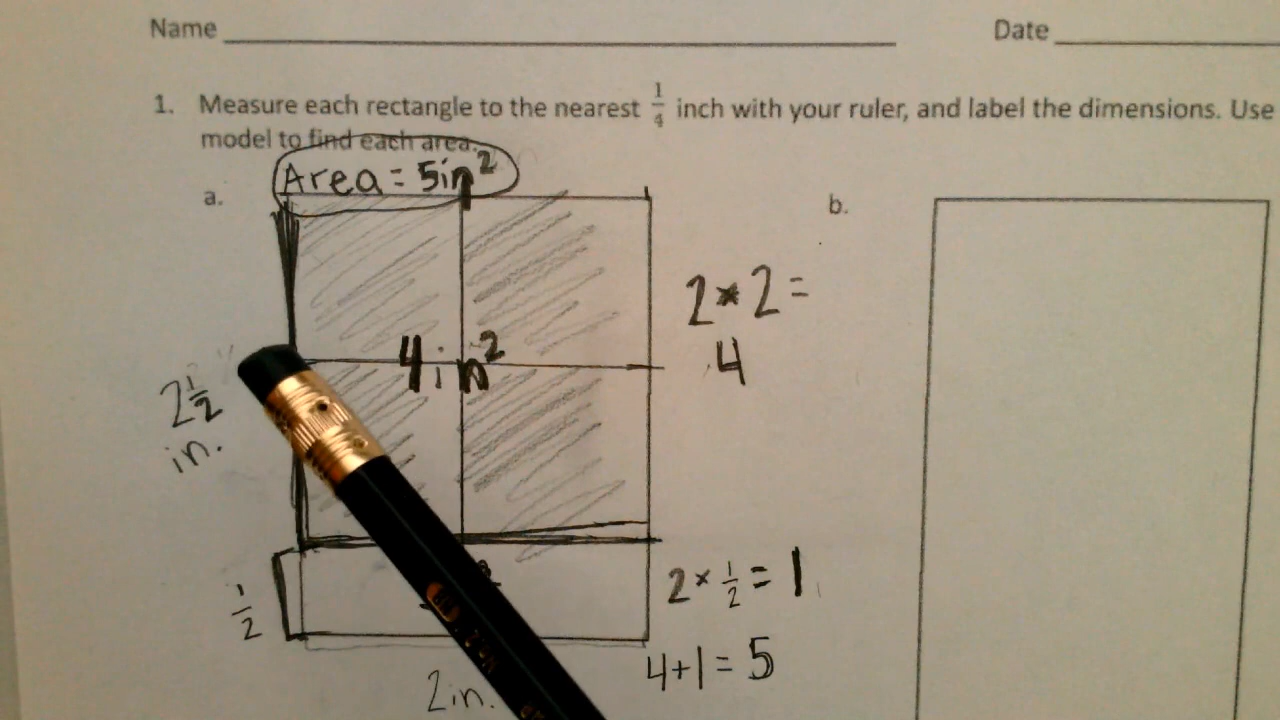 Name
Date
1. Measure each rectangle to the nearest 1/4 inch with your ruler, and label the dimensions. Use
model to find each area.
Area = 5in²
a.
b.
2 × 2 =
4
4in²
2 1/2
in.
1/2
2 × 1/2 = 1
4+1 = 5
2in.